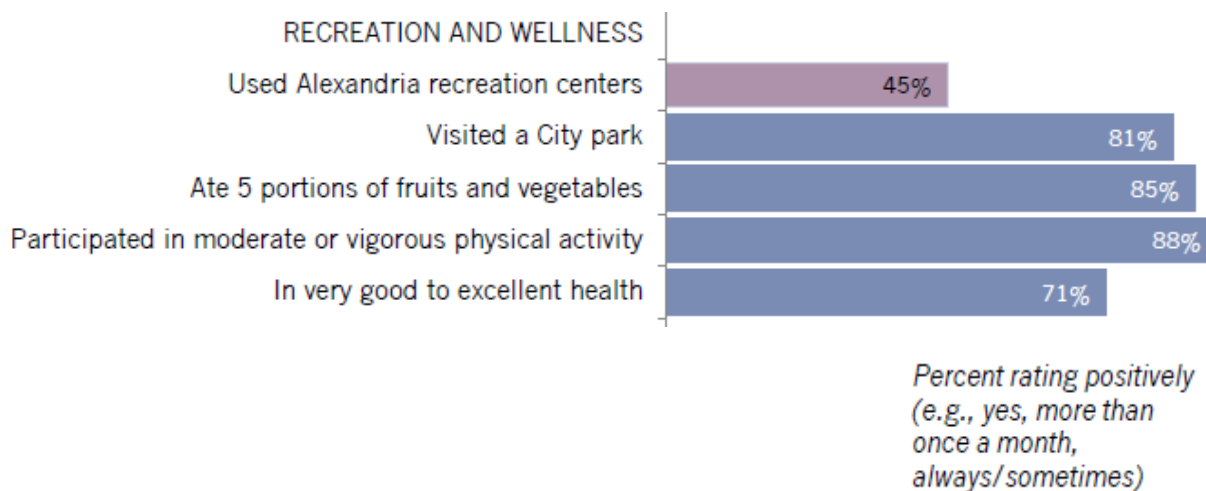 RECREATION AND WELLNESS
Used Alexandria recreation centers 45%
Visited a City park 81%
Ate 5 portions of fruits and vegetables 85%
Participated in moderate or vigorous physical activity 88%
In very good to excellent health 71%
Percent rating positively
(e.g., yes, more than
once a month,
always/sometimes)